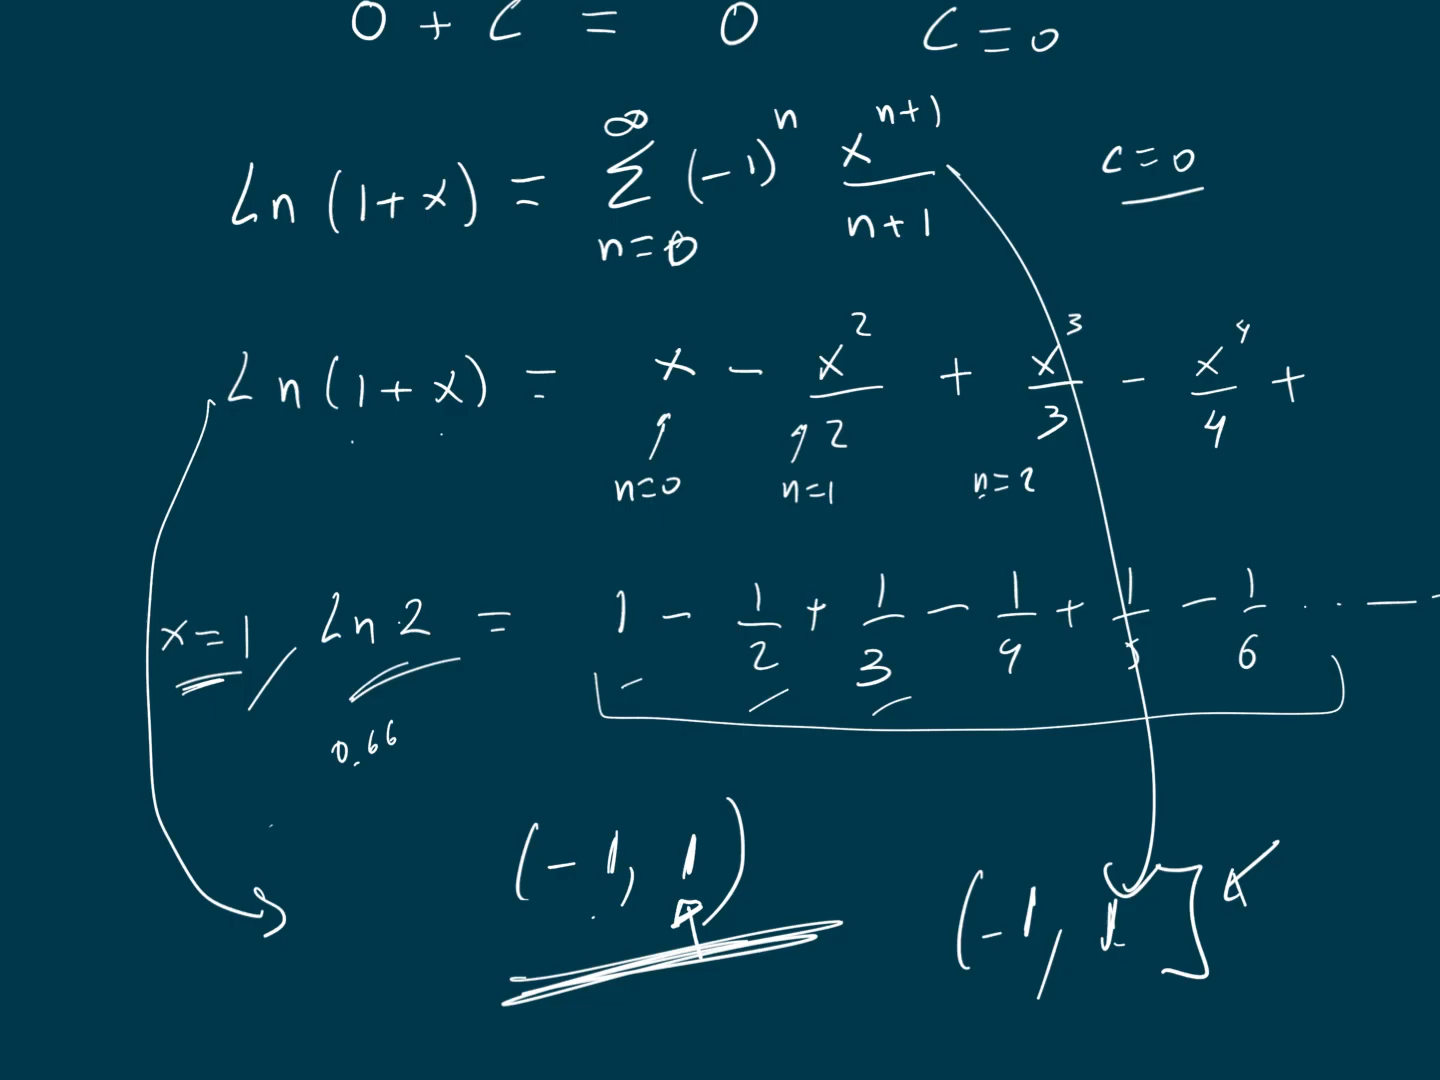 0 + C = 0 C = 0
Ln (1 + x) = ∞ Σ n=0 (-1)^n x^{n+1} / n+1 C = 0
Ln (1 + x) = x - x^2/2 + x^3/3 - x^4/4 +
n=0 n=1 n=2
x = 1 / Ln 2 = 1 - 1/2 + 1/3 - 1/4 + 1/5 - 1/6 ... - -
0.66
(-1, 1) (-1, 1]